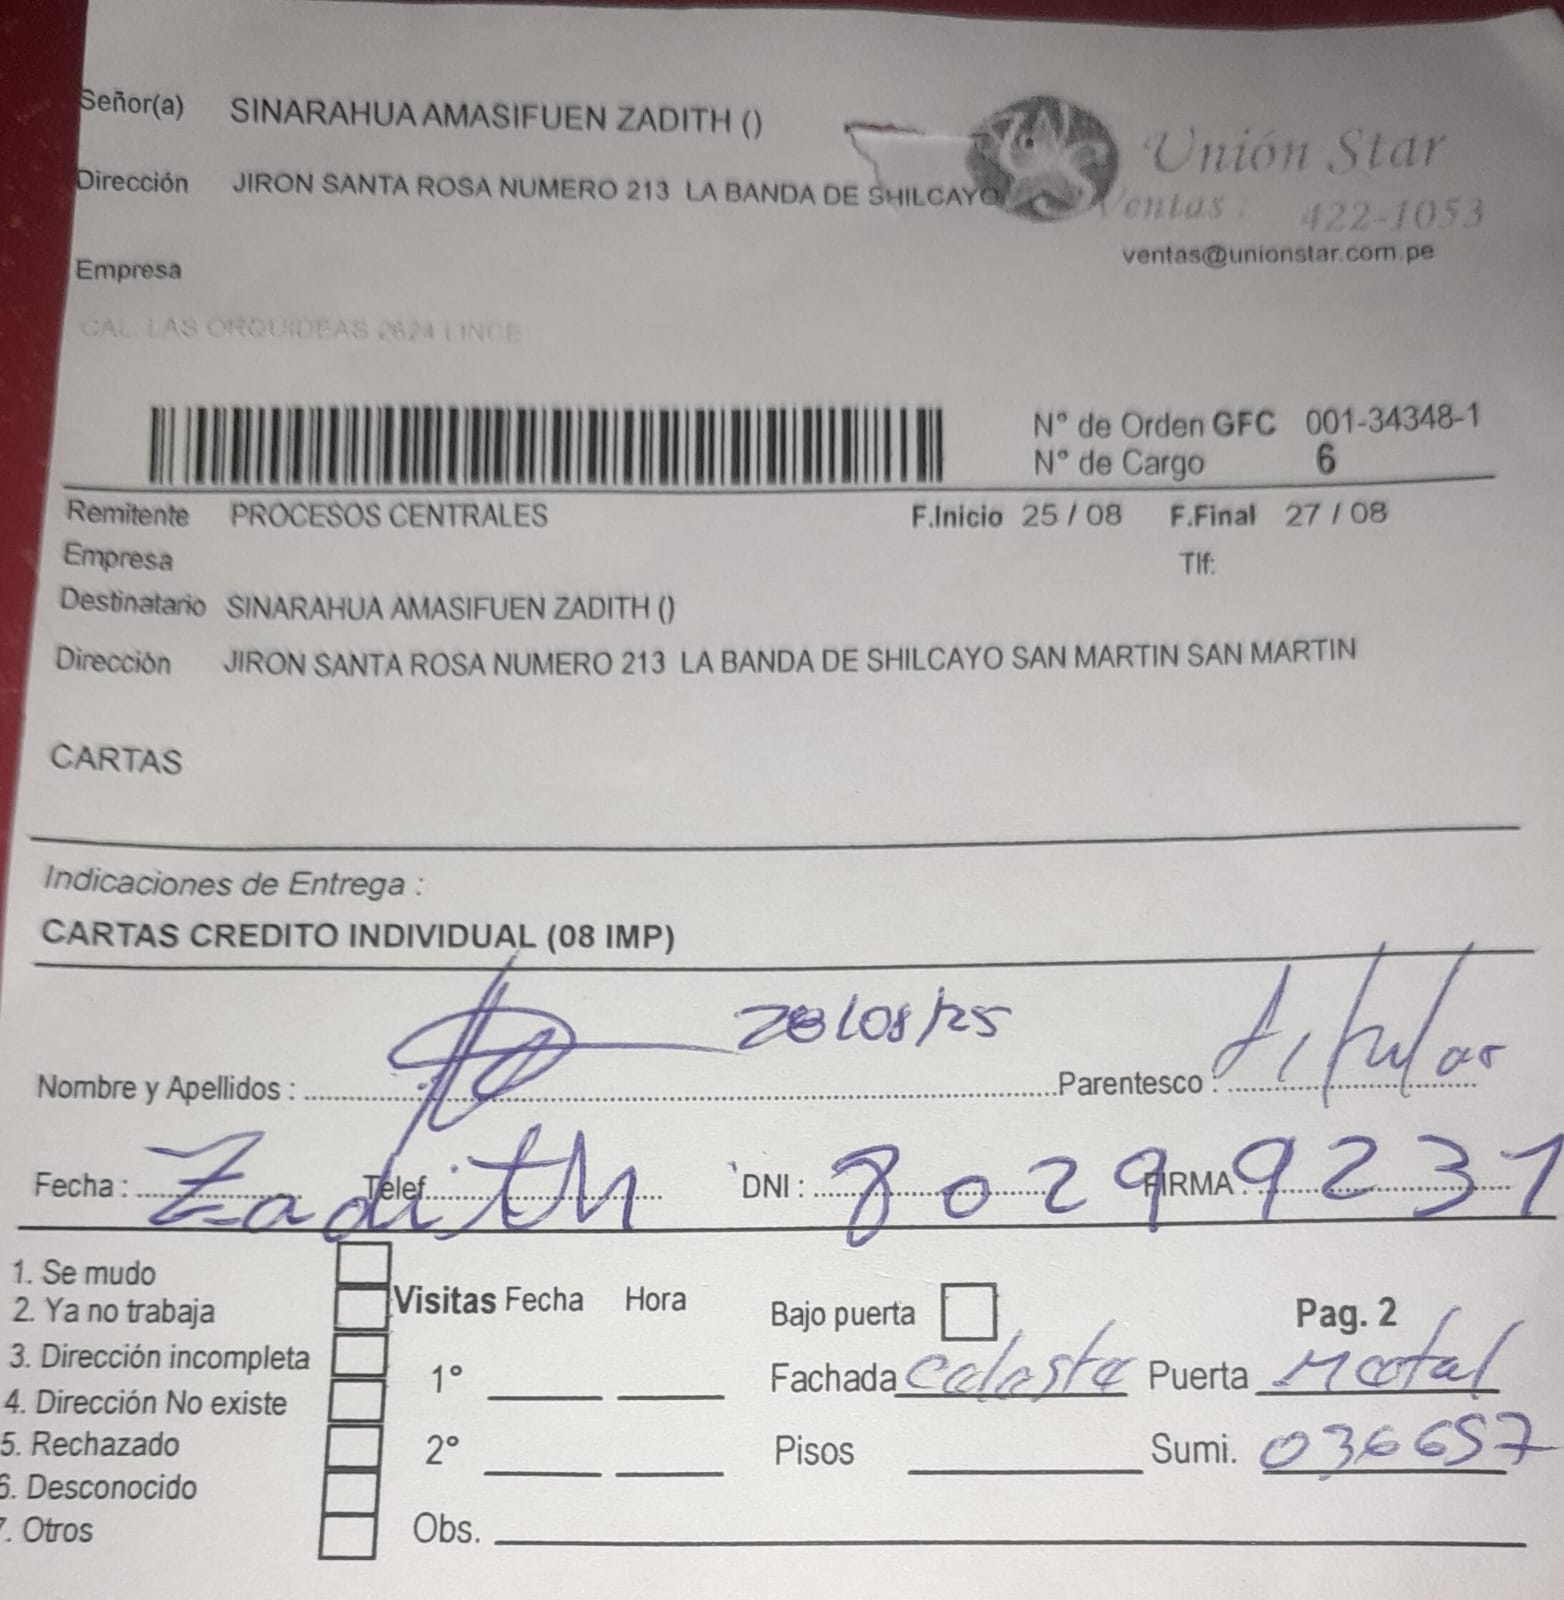 Señor(a) SINARAHUA AMASIFUEN ZADITH ()
Unión Star
Dirección JIRON SANTA ROSA NUMERO 213 LA BANDA DE SHILCAYO
Ventas : 422-1053
ventas@unionstar.com.pe
Empresa
CAL. LAS ORQUIDEAS 2624 LINCE
N° de Orden GFC 001-34348-1
N° de Cargo 6
Remitente PROCESOS CENTRALES F.Inicio 25 / 08 F.Final 27 / 08
Empresa Tlf:
Destinatario SINARAHUA AMASIFUEN ZADITH ()
Dirección JIRON SANTA ROSA NUMERO 213 LA BANDA DE SHILCAYO SAN MARTIN SAN MARTIN
CARTAS
Indicaciones de Entrega :
CARTAS CREDITO INDIVIDUAL (08 IMP)
Nombre y Apellidos : Parentesco : titular
Fecha : Zadith Telef. DNI : 8029 FIRMA : 9231
1. Se mudo
2. Ya no trabaja
3. Dirección incompleta
4. Dirección No existe
5. Rechazado
6. Desconocido
7. Otros
Visitas Fecha Hora
1°
2°
Obs.
Bajo puerta Pag. 2
Fachada Celeste Puerta Metal
Pisos Sumi. 036657